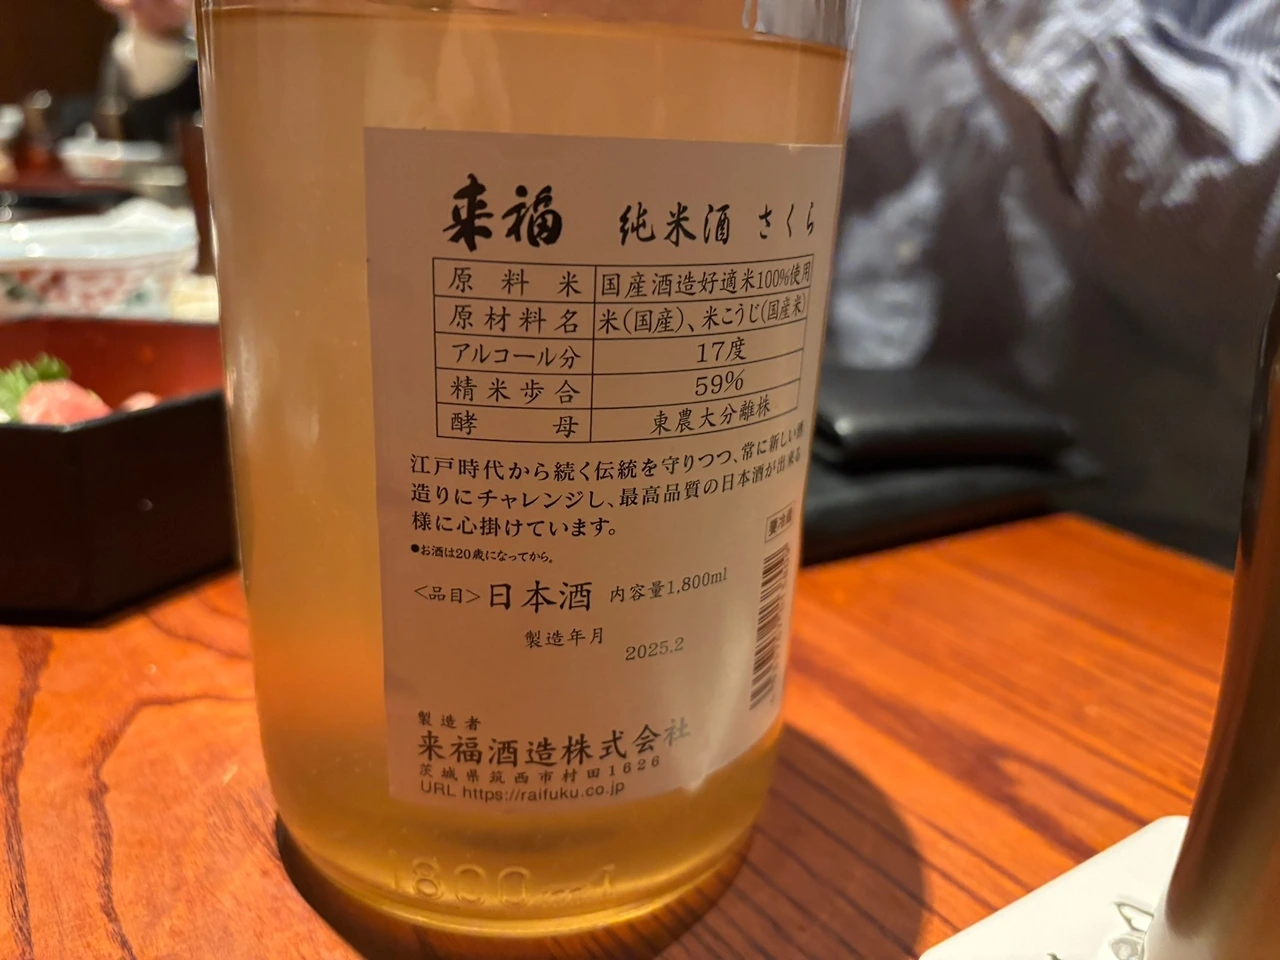 来福 純米酒 さくら
原料米 国産酒造好適米100%使用
原材料名 米(国産)、米こうじ(国産米)
アルコール分 17度
精米歩合 59%
酵母 東農大分離株
江戸時代から続く伝統を守りつつ、常に新しい酒
造りにチャレンジし、最高品質の日本酒が出来る
様に心掛けています。
●お酒は20歳になってから。
要冷蔵
<品目>日本酒 内容量1,800ml
製造年月
2025.2
製造者
来福酒造株式会社
茨城県筑西市村田1626
URL https://raifuku.co.jp
1800